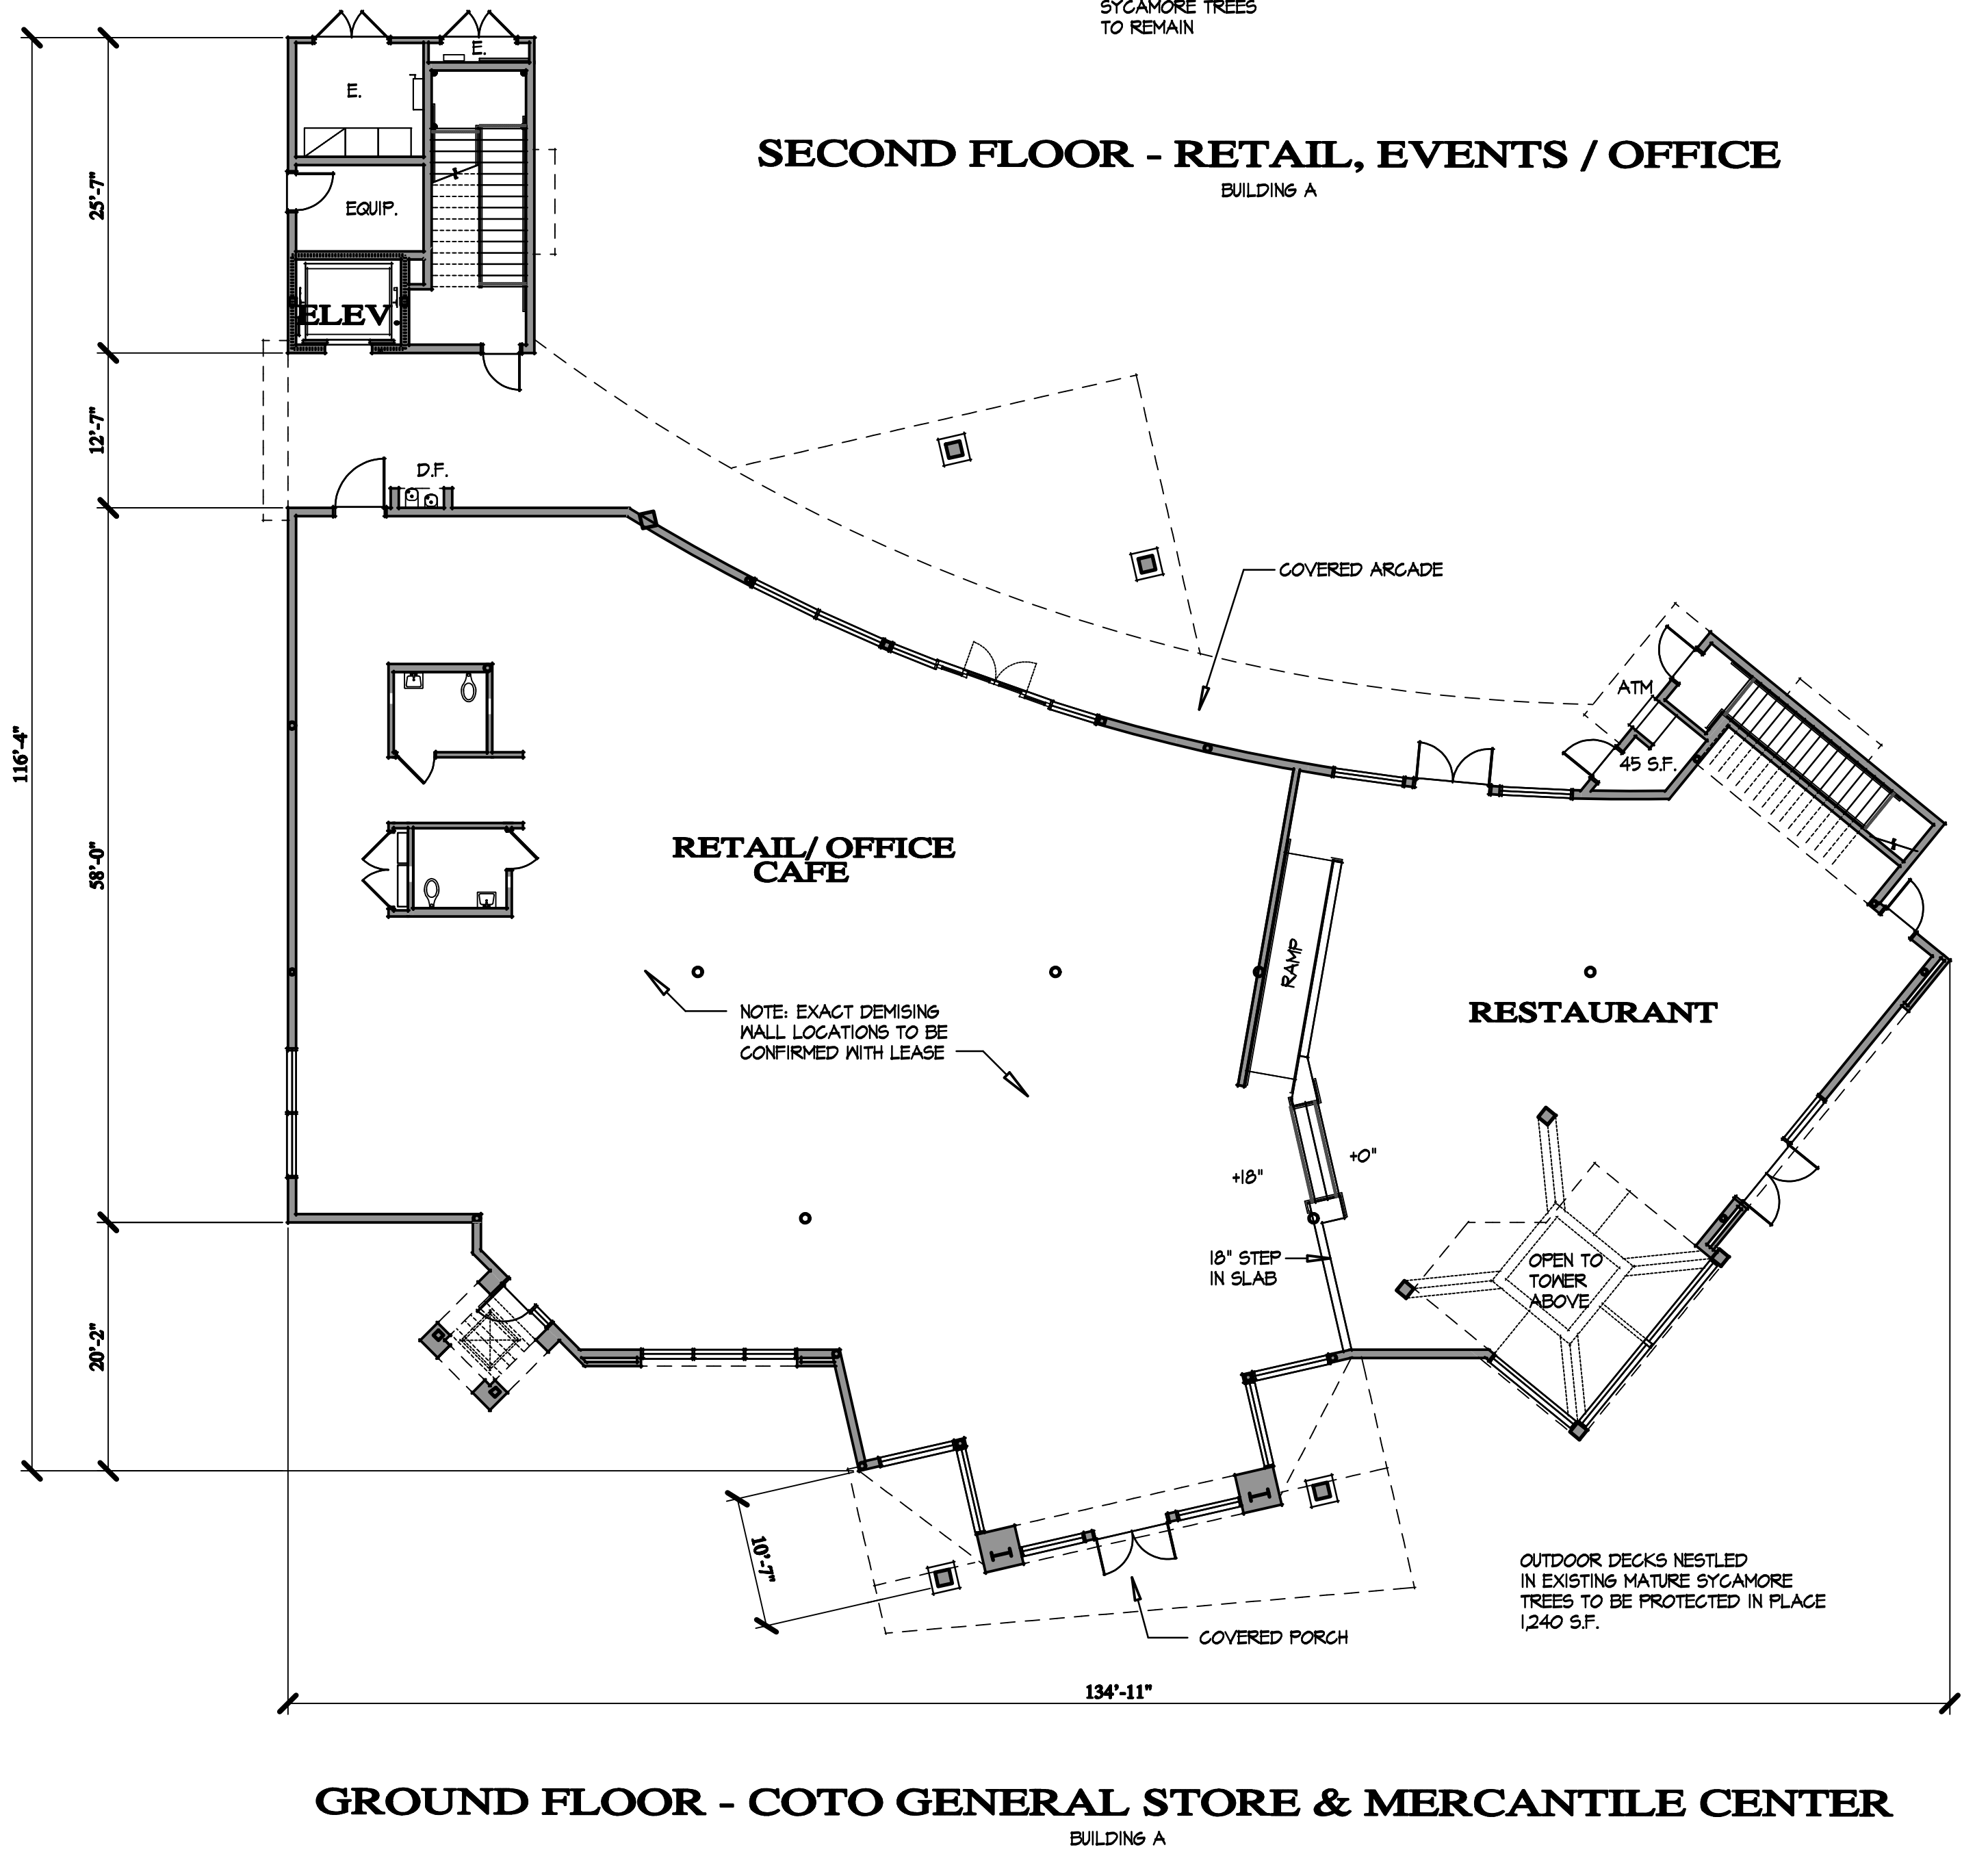 SYCAMORE TREES
TO REMAIN
E.
E.
SECOND FLOOR - RETAIL, EVENTS / OFFICE
BUILDING A
25'-7"
EQUIP.
ELEV
12'-7"
D.F.
COVERED ARCADE
ATM
45 S.F.
116'-4"
58'-0"
RETAIL/ OFFICE
CAFE
RAMP
RESTAURANT
NOTE: EXACT DEMISING
WALL LOCATIONS TO BE
CONFIRMED WITH LEASE
+18"
+0"
18" STEP
IN SLAB
OPEN TO
TOWER
ABOVE
20'-2"
10'-7"
I
I
OUTDOOR DECKS NESTLED
IN EXISTING MATURE SYCAMORE
TREES TO BE PROTECTED IN PLACE
1,240 S.F.
COVERED PORCH
134'-11"
GROUND FLOOR - COTO GENERAL STORE & MERCANTILE CENTER
BUILDING A